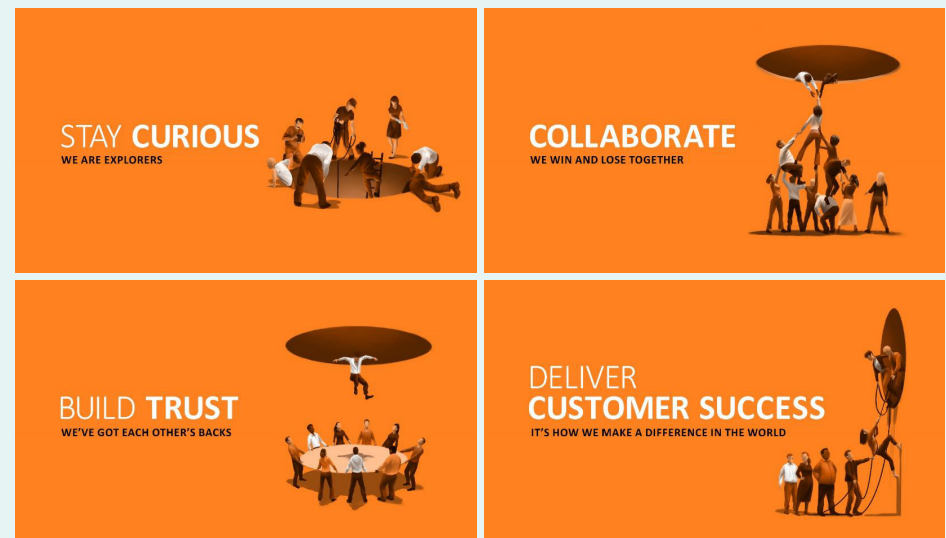 STAY CURIOUS
WE ARE EXPLORERS
COLLABORATE
WE WIN AND LOSE TOGETHER
BUILD TRUST
WE'VE GOT EACH OTHER'S BACKS
DELIVER
CUSTOMER SUCCESS
IT'S HOW WE MAKE A DIFFERENCE IN THE WORLD